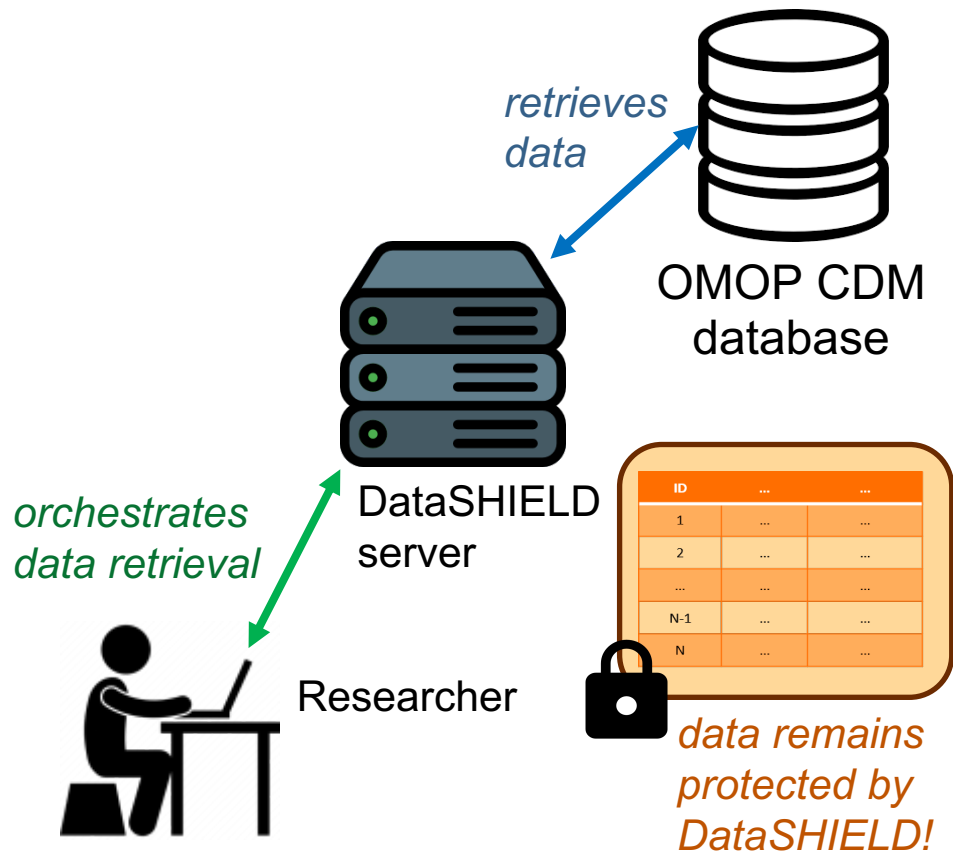 retrieves
data
OMOP CDM
database
DataSHIELD
server
orchestrates
data retrieval
Researcher
ID ... ...
1 ... ...
2 ... ...
... ... ...
N-1 ... ...
N ... ...
data remains
protected by
DataSHIELD!